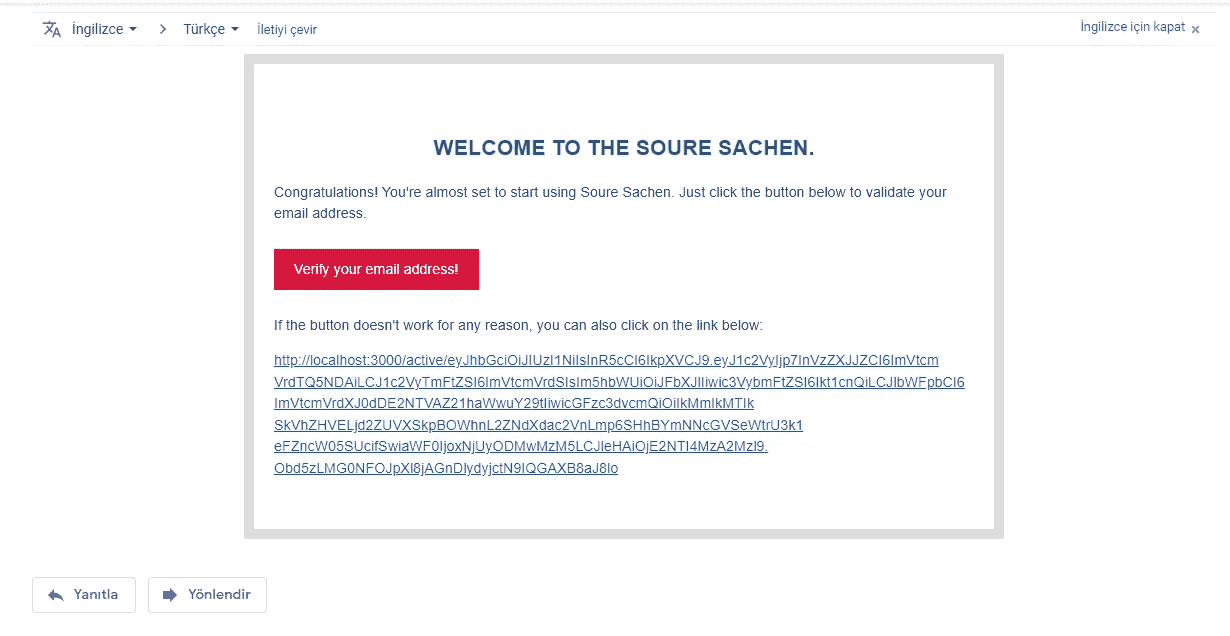 İngilizce > Türkçe İletiyi çevir İngilizce için kapat x
WELCOME TO THE SOURE SACHEN.
Congratulations! You're almost set to start using Soure Sachen. Just click the button below to validate your
email address.
Verify your email address!
If the button doesn't work for any reason, you can also click on the link below:
http://localhost:3000/active/eyJhbGciOiJIUzI1NiIsInR5cCI6IkpXVCJ9.eyJ1c2VyIjp7InVzZXJJZCI6ImVtcm
Yanıtla Yönlendir